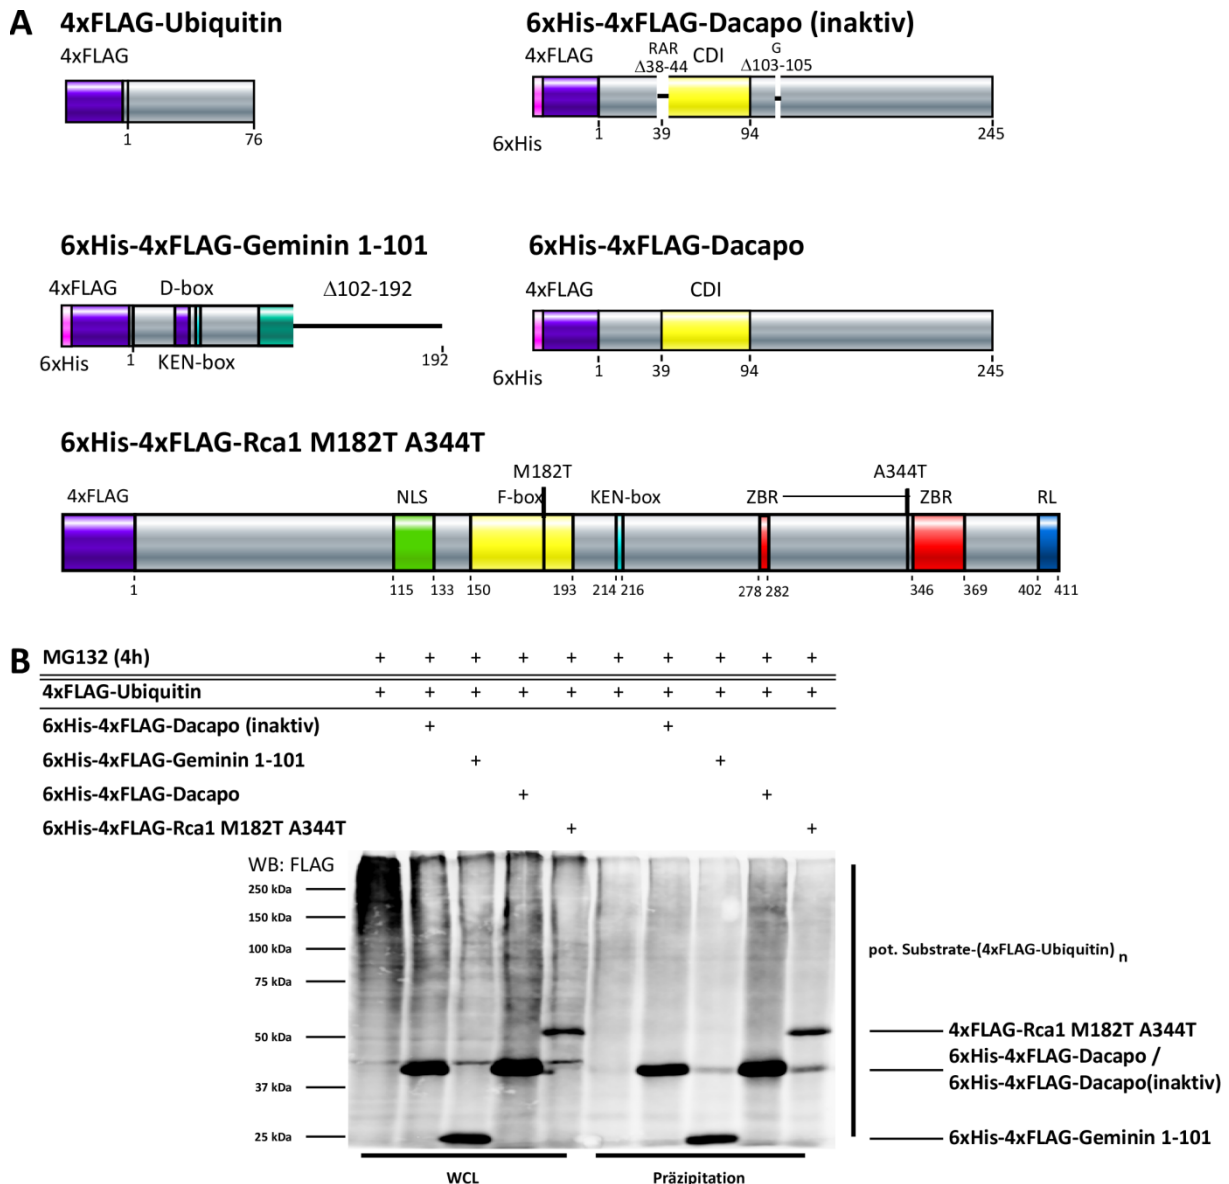 A
4xFLAG-Ubiquitin
4xFLAG
1
76
6xHis-4xFLAG-Dacapo (inaktiv)
4xFLAG
RAR
Δ38-44
CDI
G
Δ103-105
6xHis
1
39
94
245
6xHis-4xFLAG-Geminin 1-101
4xFLAG
D-box
Δ102-192
6xHis
1
KEN-box
192
6xHis-4xFLAG-Dacapo
4xFLAG
CDI
6xHis
1
39
94
245
6xHis-4xFLAG-Rca1 M182T A344T
M182T
A344T
4xFLAG
NLS
F-box
KEN-box
ZBR
ZBR
RL
1
115
133
150
193
214
216
278
282
346
369
402
411
B
MG132 (4h) + + + + + + + + + +
4xFLAG-Ubiquitin + + + + + + + + + +
6xHis-4xFLAG-Dacapo (inaktiv) + +
6xHis-4xFLAG-Geminin 1-101 + +
6xHis-4xFLAG-Dacapo + +
6xHis-4xFLAG-Rca1 M182T A344T + +
WB: FLAG
250 kDa
150 kDa
100 kDa
75 kDa
50 kDa
37 kDa
25 kDa
pot. Substrate-(4xFLAG-Ubiquitin) n
4xFLAG-Rca1 M182T A344T
6xHis-4xFLAG-Dacapo /
6xHis-4xFLAG-Dacapo(inaktiv)
6xHis-4xFLAG-Geminin 1-101
WCL
Präzipitation